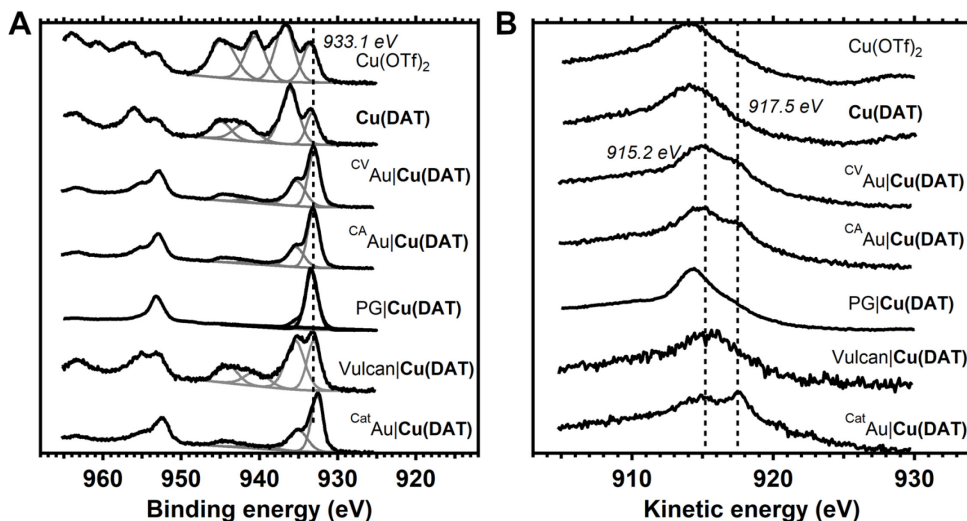 A
933.1 eV
Cu(OTf)2
Cu(DAT)
CVAu|Cu(DAT)
CAAu|Cu(DAT)
PG|Cu(DAT)
Vulcan|Cu(DAT)
CatAu|Cu(DAT)
960 950 940 930 920
Binding energy (eV)
B
Cu(OTf)2
917.5 eV
Cu(DAT)
915.2 eV
CVAu|Cu(DAT)
CAAu|Cu(DAT)
PG|Cu(DAT)
Vulcan|Cu(DAT)
CatAu|Cu(DAT)
910 920 930
Kinetic energy (eV)